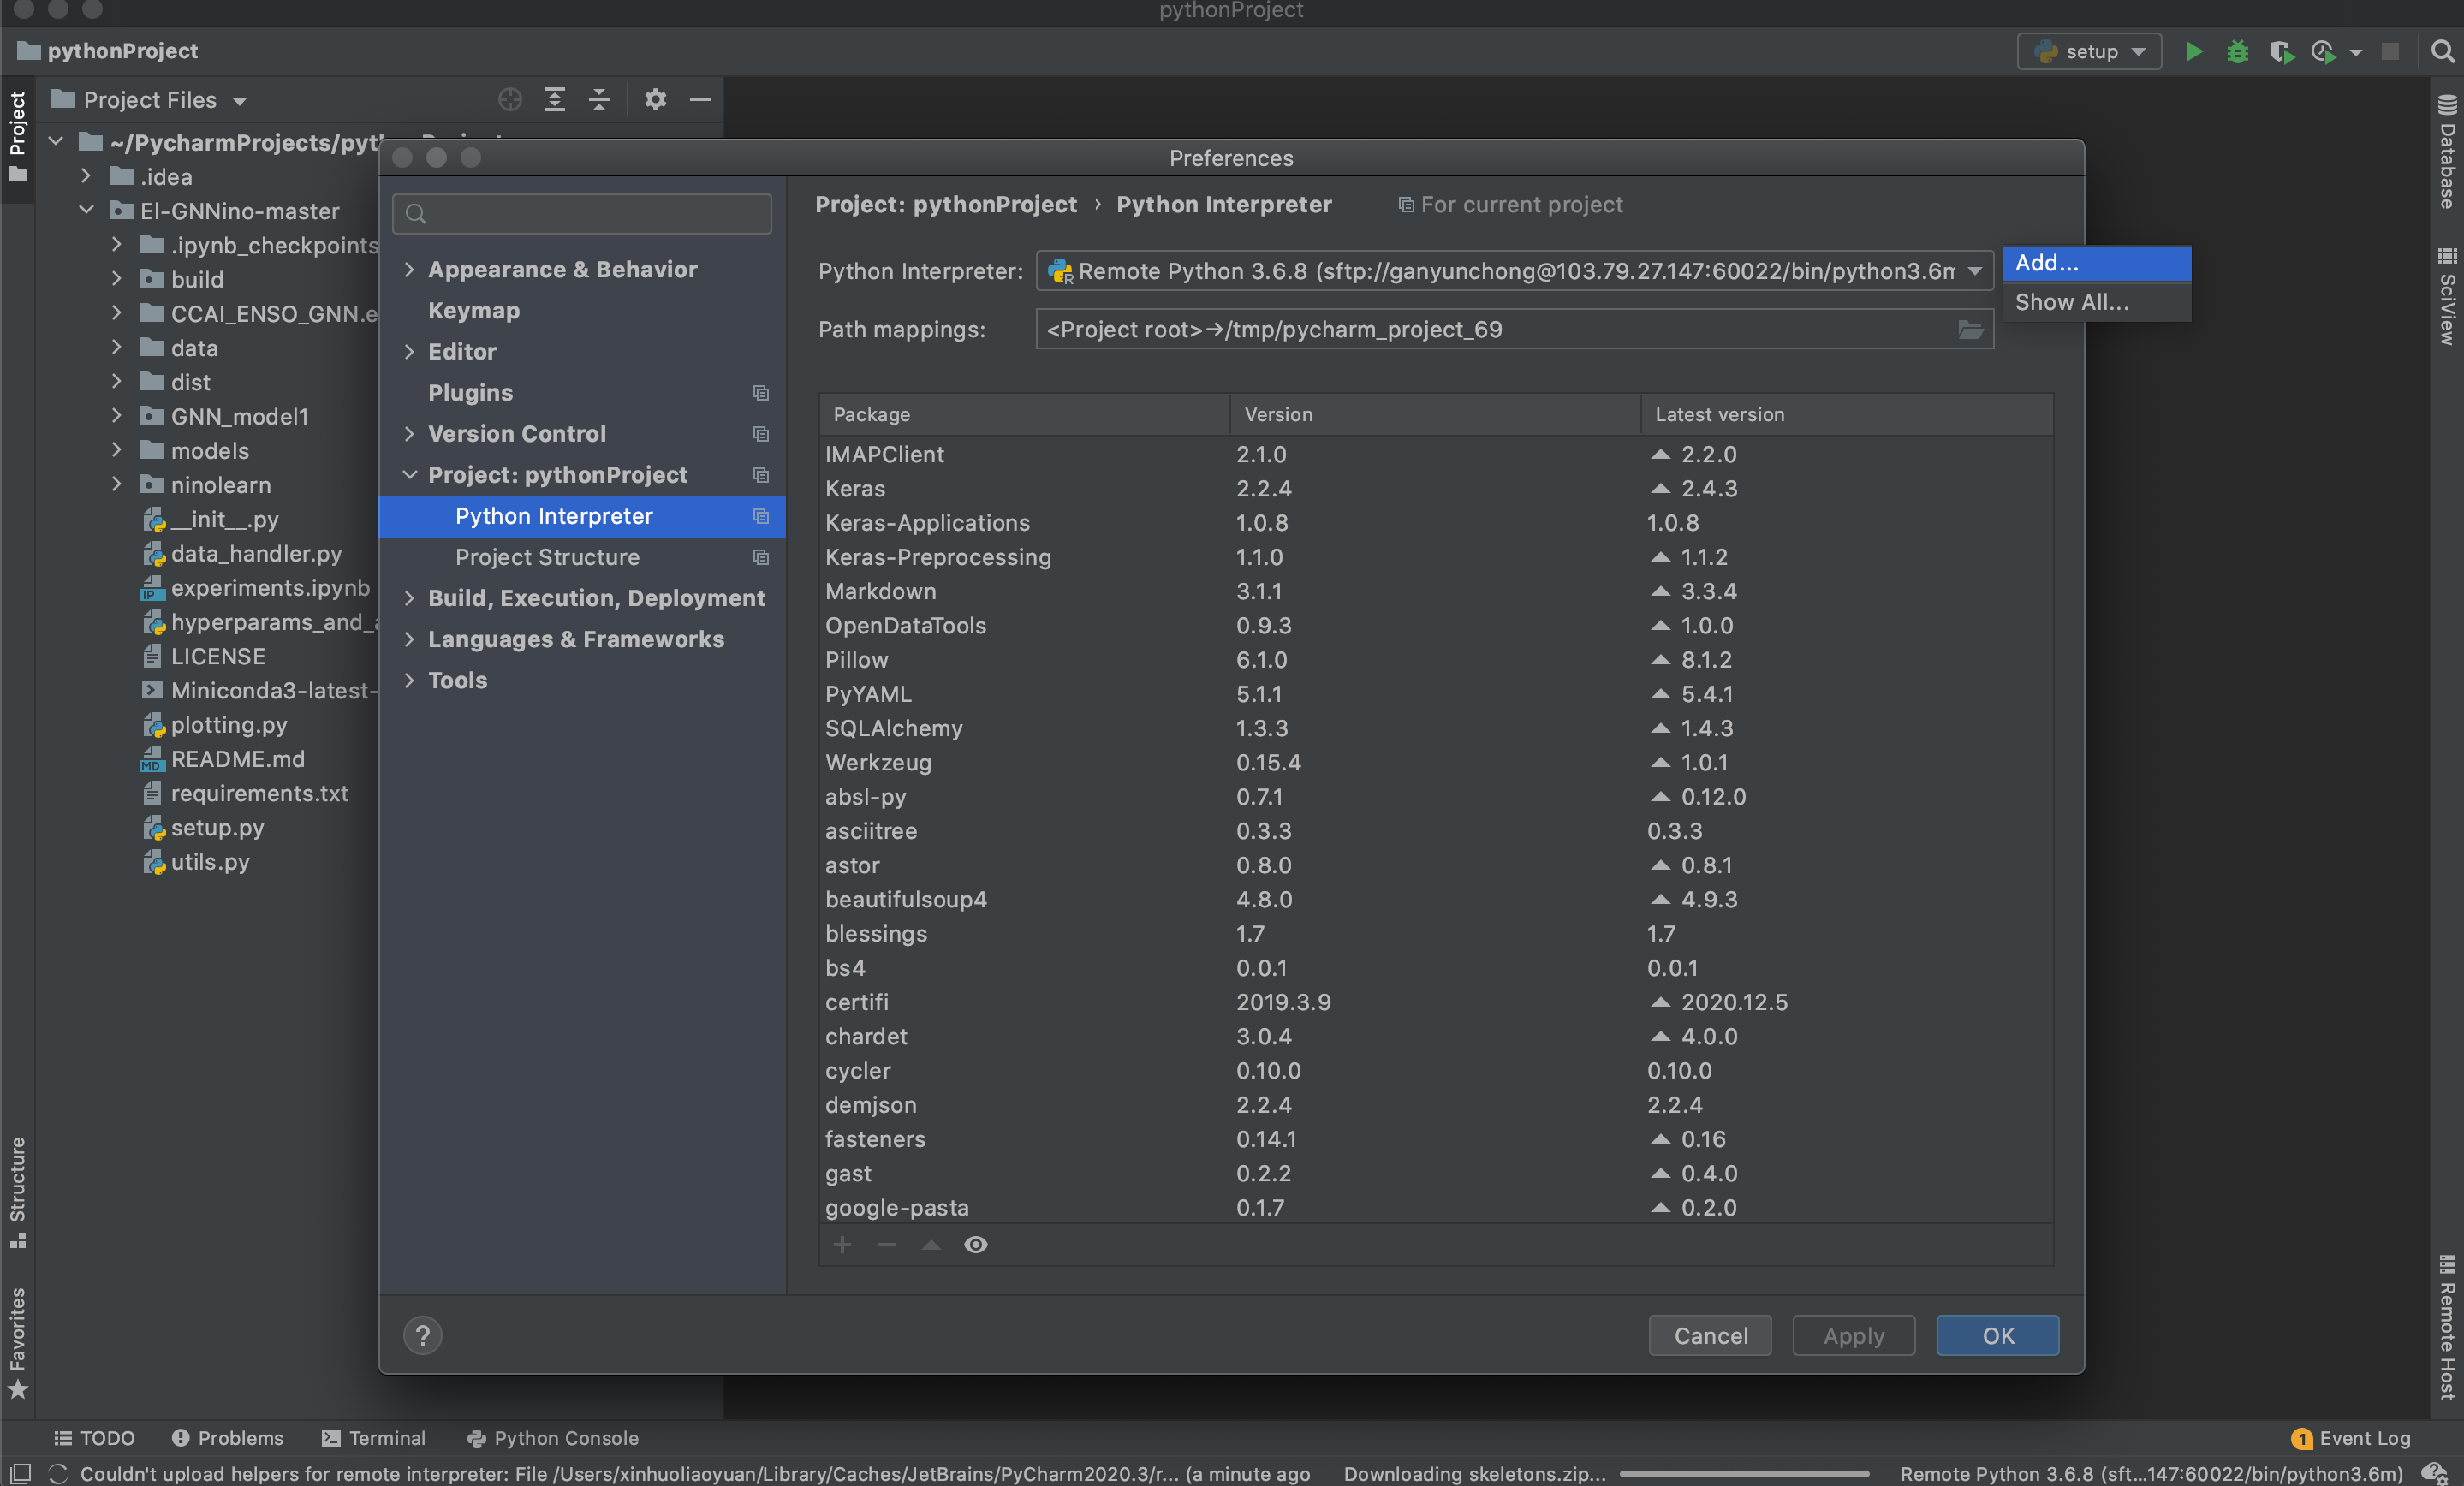 pythonProject
pythonProject
setup
Project Files
Project
~/PycharmProjects/pyt
.idea
El-GNNino-master
.ipynb_checkpoints
build
CCAI_ENSO_GNN.e
data
dist
GNN_model1
models
ninolearn
__init__.py
data_handler.py
experiments.ipynb
hyperparams_and_
LICENSE
Miniconda3-latest-
plotting.py
README.md
requirements.txt
setup.py
utils.py
Structure
Favorites
Preferences
Appearance & Behavior
Keymap
Editor
Plugins
Version Control
Project: pythonProject
Python Interpreter
Project Structure
Build, Execution, Deployment
Languages & Frameworks
Tools
Project: pythonProject › Python Interpreter For current project
Python Interpreter: Remote Python 3.6.8 (sftp://ganyunchong@103.79.27.147:60022/bin/python3.6m
Add...
Show All...
Path mappings: <Project root>→/tmp/pycharm_project_69
Package Version Latest version
IMAPClient 2.1.0 2.2.0
Keras 2.2.4 2.4.3
Keras-Applications 1.0.8 1.0.8
Keras-Preprocessing 1.1.0 1.1.2
Markdown 3.1.1 3.3.4
OpenDataTools 0.9.3 1.0.0
Pillow 6.1.0 8.1.2
PyYAML 5.1.1 5.4.1
SQLAlchemy 1.3.3 1.4.3
Werkzeug 0.15.4 1.0.1
absl-py 0.7.1 0.12.0
asciitree 0.3.3 0.3.3
astor 0.8.0 0.8.1
beautifulsoup4 4.8.0 4.9.3
blessings 1.7 1.7
bs4 0.0.1 0.0.1
certifi 2019.3.9 2020.12.5
chardet 3.0.4 4.0.0
cycler 0.10.0 0.10.0
demjson 2.2.4 2.2.4
fasteners 0.14.1 0.16
gast 0.2.2 0.4.0
google-pasta 0.1.7 0.2.0
? Cancel Apply OK
Database
SciView
Remote Host
TODO Problems Terminal Python Console 1 Event Log
Couldn't upload helpers for remote interpreter: File /Users/xinhuoliaoyuan/Library/Caches/JetBrains/PyCharm2020.3/r... (a minute ago Downloading skeletons.zip... Remote Python 3.6.8 (sft...147:60022/bin/python3.6m)